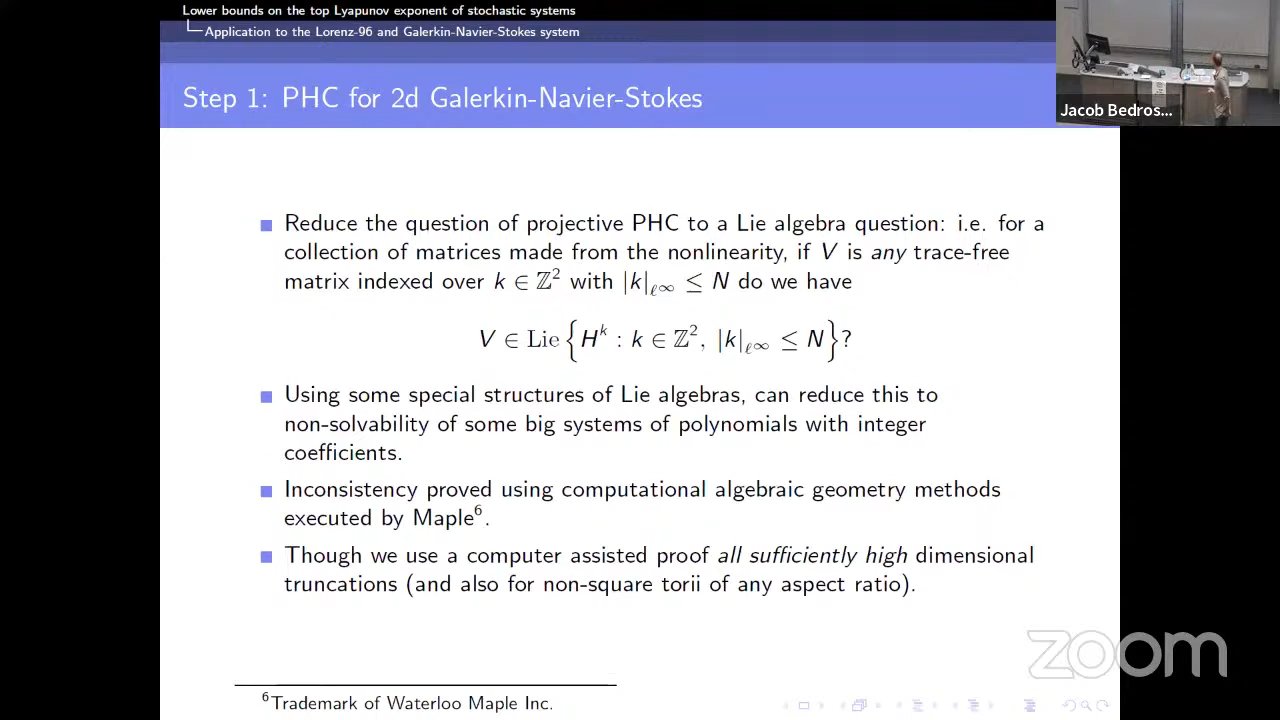 Lower bounds on the top Lyapunov exponent of stochastic systems
Application to the Lorenz-96 and Galerkin-Navier-Stokes system
Jacob Bedros...
Step 1: PHC for 2d Galerkin-Navier-Stokes
Reduce the question of projective PHC to a Lie algebra question: i.e. for a
collection of matrices made from the nonlinearity, if V is any trace-free
matrix indexed over k ∈ ℤ² with |k|_{ℓ∞} ≤ N do we have
V ∈ Lie {H^k : k ∈ ℤ², |k|_{ℓ∞} ≤ N}?
Using some special structures of Lie algebras, can reduce this to
non-solvability of some big systems of polynomials with integer
coefficients.
Inconsistency proved using computational algebraic geometry methods
executed by Maple⁶.
Though we use a computer assisted proof all sufficiently high dimensional
truncations (and also for non-square torii of any aspect ratio).
zoom
⁶Trademark of Waterloo Maple Inc.